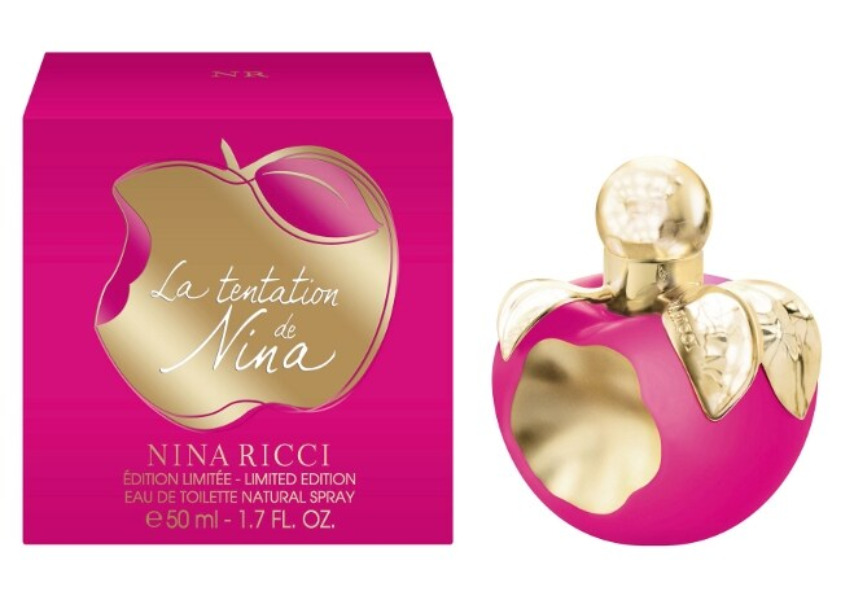 NR
La tentation
de
Nina
NINA RICCI
ÉDITION LIMITÉE - LIMITED EDITION
EAU DE TOILETTE NATURAL SPRAY
e 50 ml - 1.7 FL. OZ.